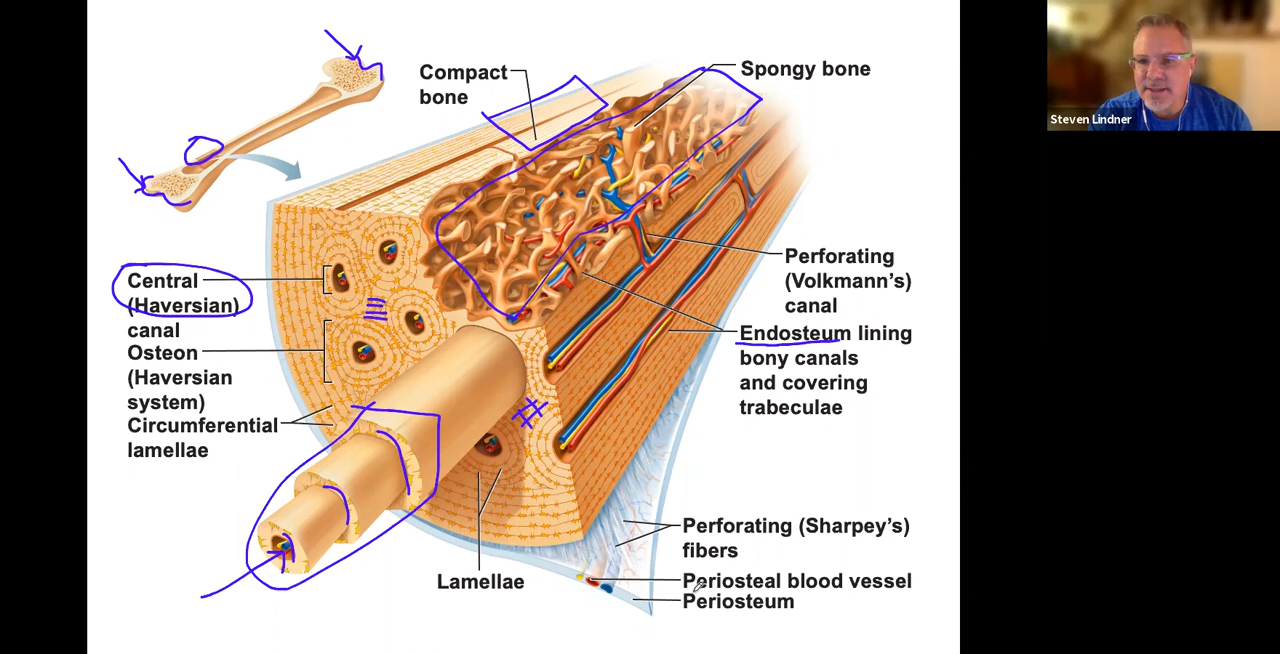 Compact
bone
Spongy bone
Steven Lindner
Central
(Haversian)
canal
Osteon
(Haversian
system)
Circumferential
lamellae
Perforating
(Volkmann’s)
canal
Endosteum lining
bony canals
and covering
trabeculae
Perforating (Sharpey’s)
fibers
Lamellae
Periosteal blood vessel
Periosteum